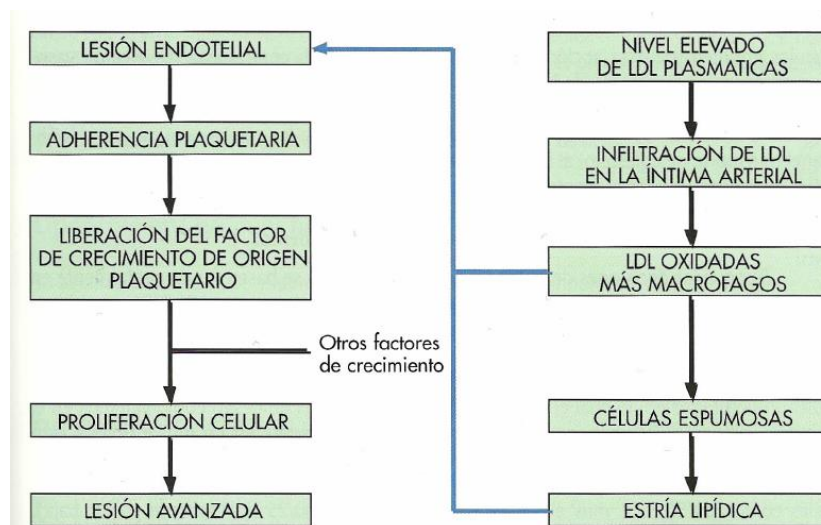 LESIÓN ENDOTELIAL
ADHERENCIA PLAQUETARIA
LIBERACIÓN DEL FACTOR
DE CRECIMIENTO DE ORIGEN
PLAQUETARIO
Otros factores
de crecimiento
PROLIFERACIÓN CELULAR
LESIÓN AVANZADA
NIVEL ELEVADO
DE LDL PLASMATICAS
INFILTRACIÓN DE LDL
EN LA ÍNTIMA ARTERIAL
LDL OXIDADAS
MÁS MACRÓFAGOS
CÉLULAS ESPUMOSAS
ESTRÍA LIPÍDICA